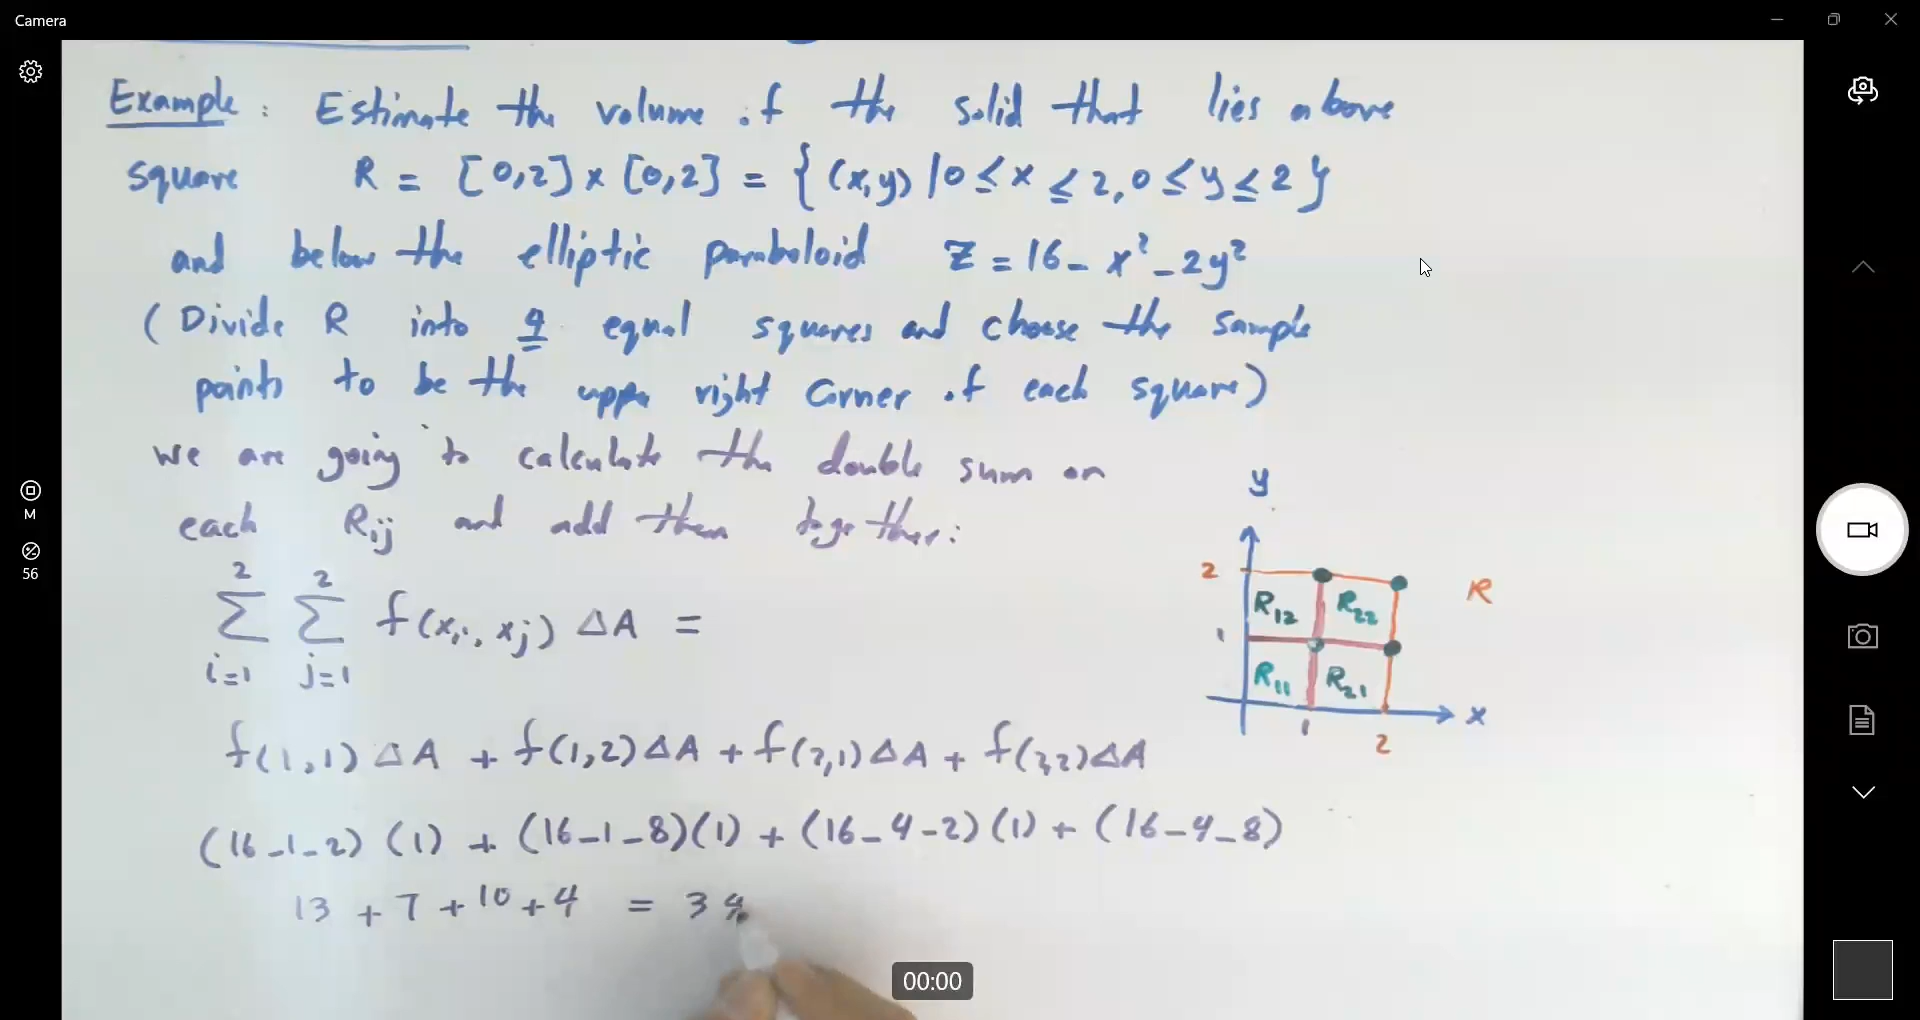 Camera
Example: Estimate the volume of the solid that lies above
square R = [0,2] x [0,2] = {(x,y) | 0 ≤ x ≤ 2, 0 ≤ y ≤ 2}
and below the elliptic paraboloid z = 16 - x² - 2y²
(Divide R into 4 equal squares and choose the sample
points to be the upper right corner of each square)
we are going to calculate the double sum on
each Rij and add them together:
2 2
Σ Σ f(xi, xj) ΔA =
i=1 j=1
f(1,1) ΔA + f(1,2) ΔA + f(2,1) ΔA + f(2,2) ΔA
(16-1-2) (1) + (16-1-8)(1) + (16-4-2)(1) + (16-4-8)
13 + 7 + 10 + 4 = 34
y
2 R
R12 R22
1
R11 R21
x
1 2
M
56
00:00